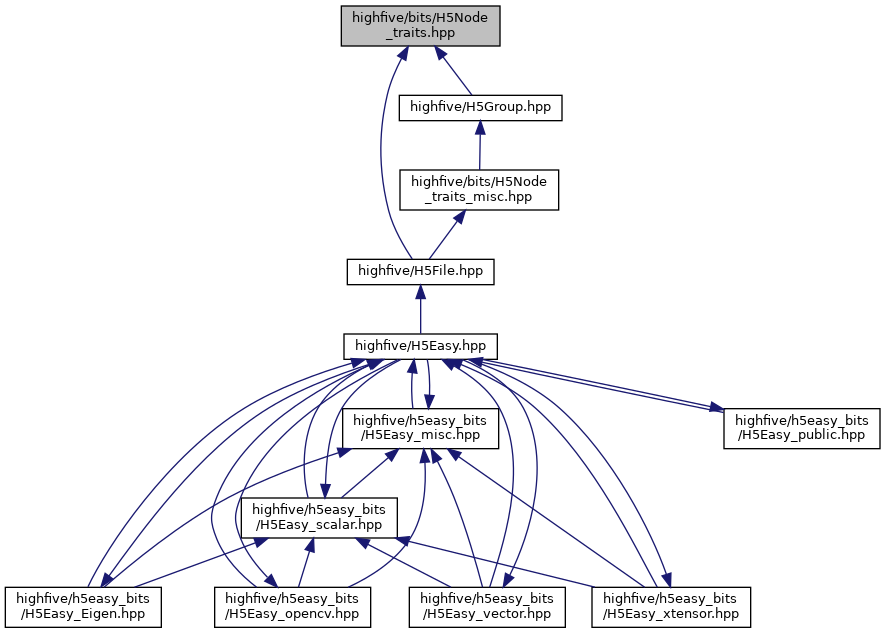 highfive/bits/H5Node
_traits.hpp
highfive/H5Group.hpp
highfive/bits/H5Node
_traits_misc.hpp
highfive/H5File.hpp
highfive/H5Easy.hpp
highfive/h5easy_bits
/H5Easy_misc.hpp
highfive/h5easy_bits
/H5Easy_public.hpp
highfive/h5easy_bits
/H5Easy_scalar.hpp
highfive/h5easy_bits
/H5Easy_Eigen.hpp
highfive/h5easy_bits
/H5Easy_opencv.hpp
highfive/h5easy_bits
/H5Easy_vector.hpp
highfive/h5easy_bits
/H5Easy_xtensor.hpp